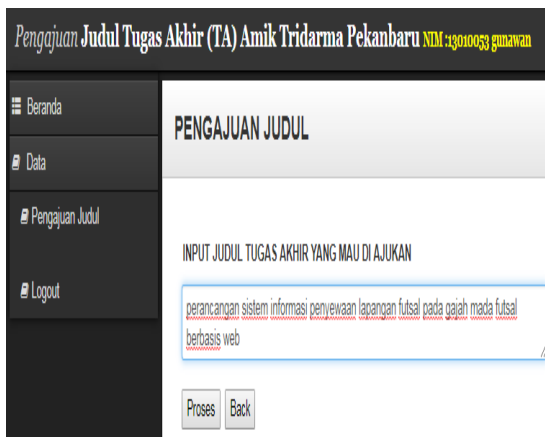 Pengajuan Judul Tugas Akhir (TA) Amik Tridarma Pekanbaru NIM :13010053 gunawan
Beranda
Data
Pengajuan Judul
Logout
PENGAJUAN JUDUL
INPUT JUDUL TUGAS AKHIR YANG MAU DI AJUKAN
perancangan sistem informasi penyewaan lapangan futsal pada gajah mada futsal
berbasis web
Proses Back